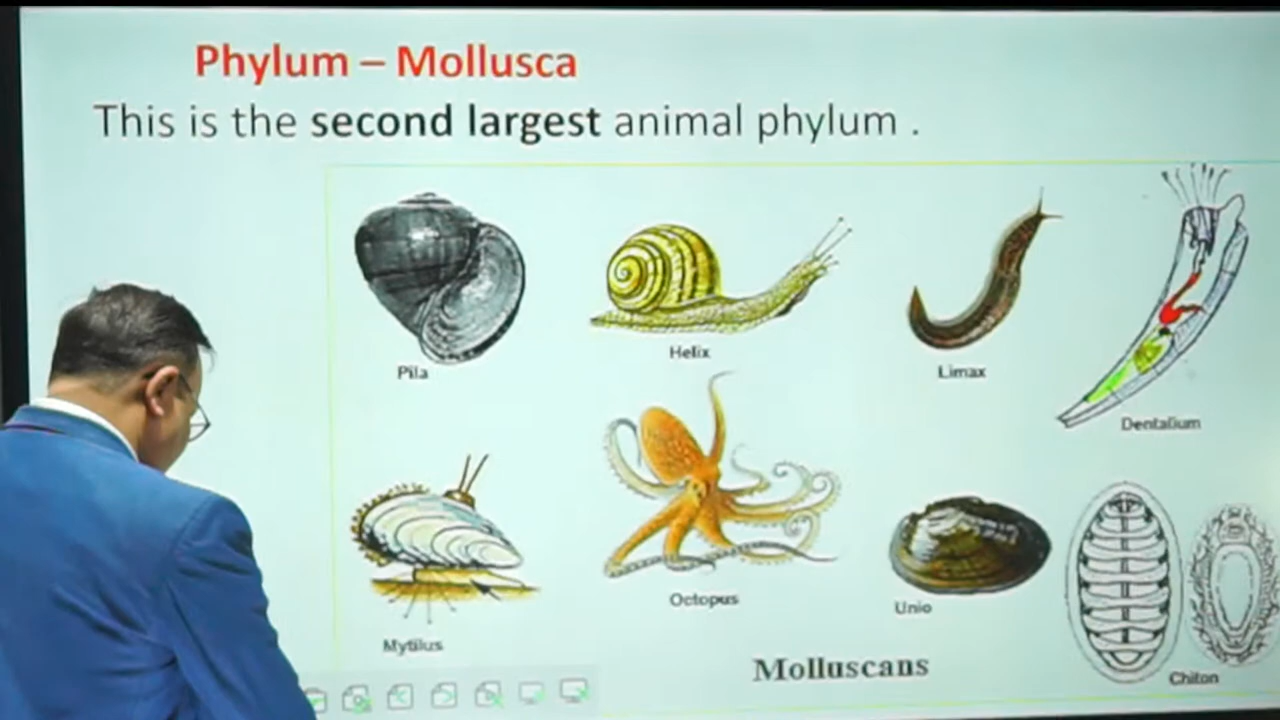 Phylum – Mollusca
This is the second largest animal phylum .
Pila
Helix
Limax
Dentalium
Mytilus
Octopus
Unio
Chiton
Molluscans